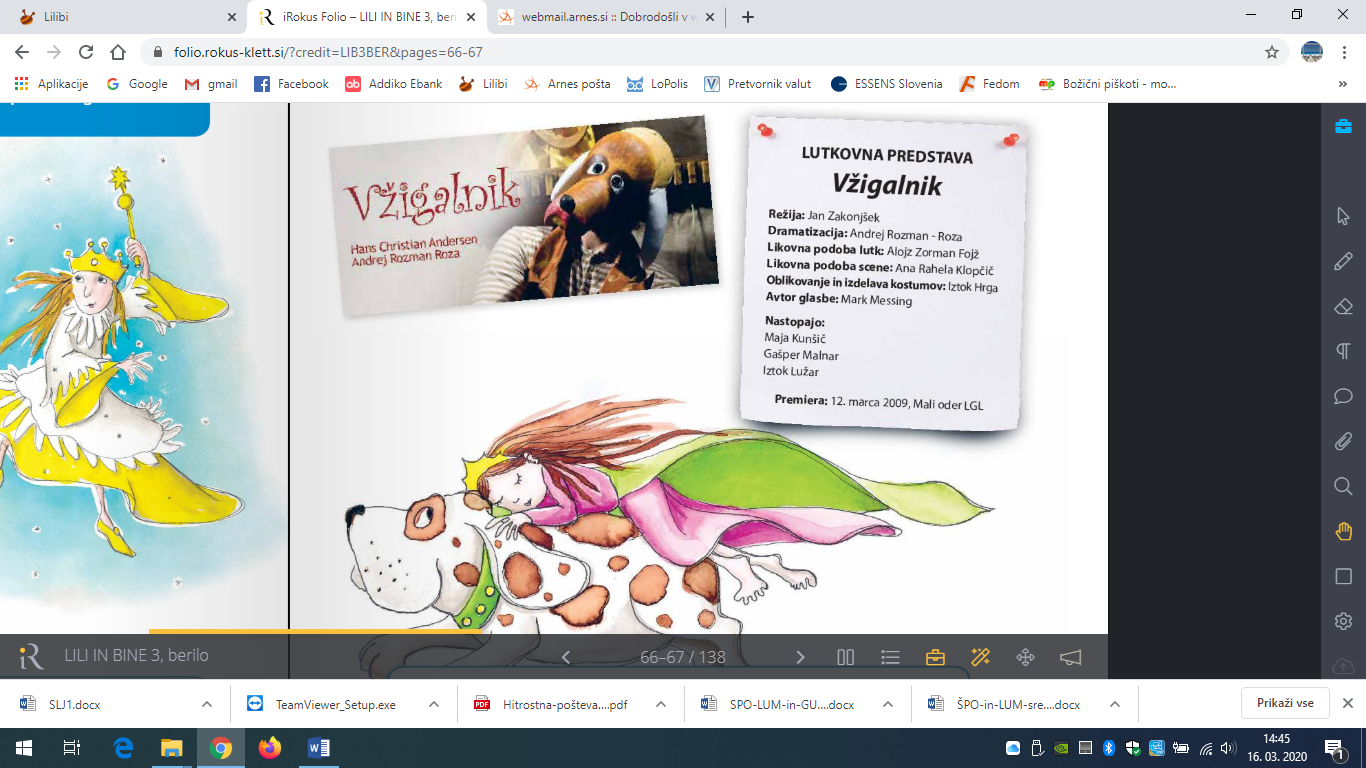 Lilibi
iRokus Folio – LILI IN BINE 3, beri
webmail.arnes.si :: Dobrodošli v w
folio.rokus-klett.si/?credit=LIB3BER&pages=66-67
Aplikacije
Google
gmail
Facebook
Addiko Ebank
Lilibi
Arnes pošta
LoPolis
Pretvornik valut
ESSENS Slovenia
Fedom
Božični piškoti - mo...
Vžigalnik
Hans Christian Andersen
Andrej Rozman Roza
LUTKOVNA PREDSTAVA
Vžigalnik
Režija: Jan Zakonjšek
Dramatizacija: Andrej Rozman - Roza
Likovna podoba lutk: Alojz Zorman Fojž
Likovna podoba scene: Ana Rahela Klopčič
Oblikovanje in izdelava kostumov: Iztok Hrga
Avtor glasbe: Mark Messing
Nastopajo:
Maja Kunšič
Gašper Malnar
Iztok Lužar
Premiera: 12. marca 2009, Mali oder LGL
iR
LILI IN BINE 3, berilo
66–67 / 138
SLJ1.docx
TeamViewer_Setup.exe
Hitrostna-pošteva....pdf
SPO-LUM-in-GU....docx
ŠPO-in-LUM-sre....docx
Prikaži vse
14:45
16. 03. 2020